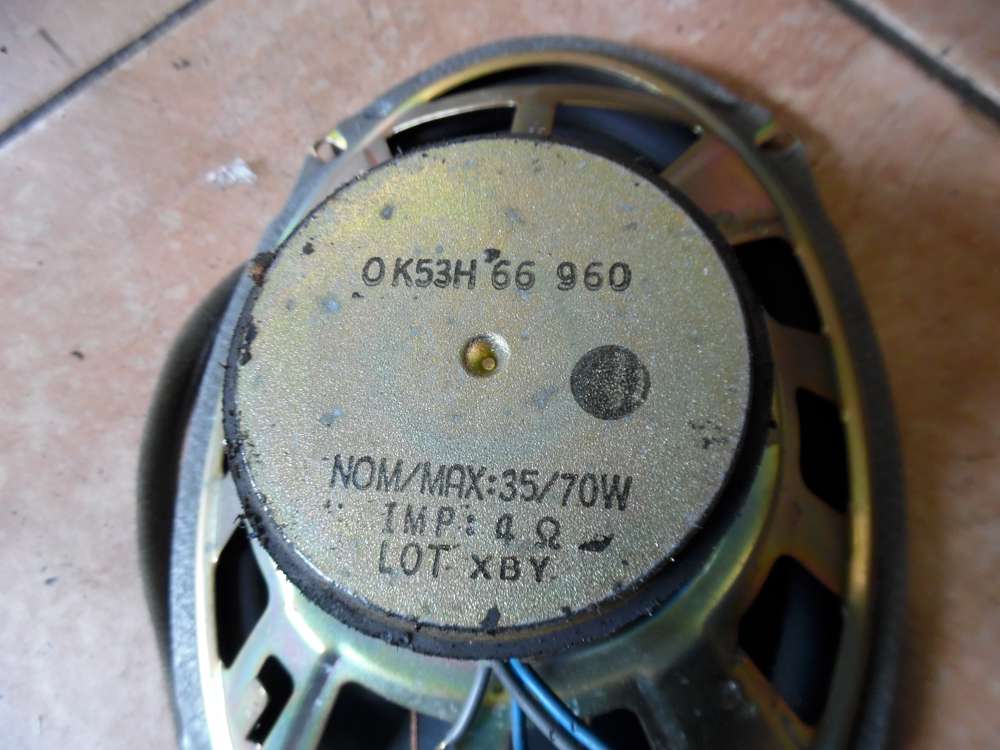 0K53H 66 960
NOM/MAX:35/70W
IMP: 4 Ω
LOT XBY